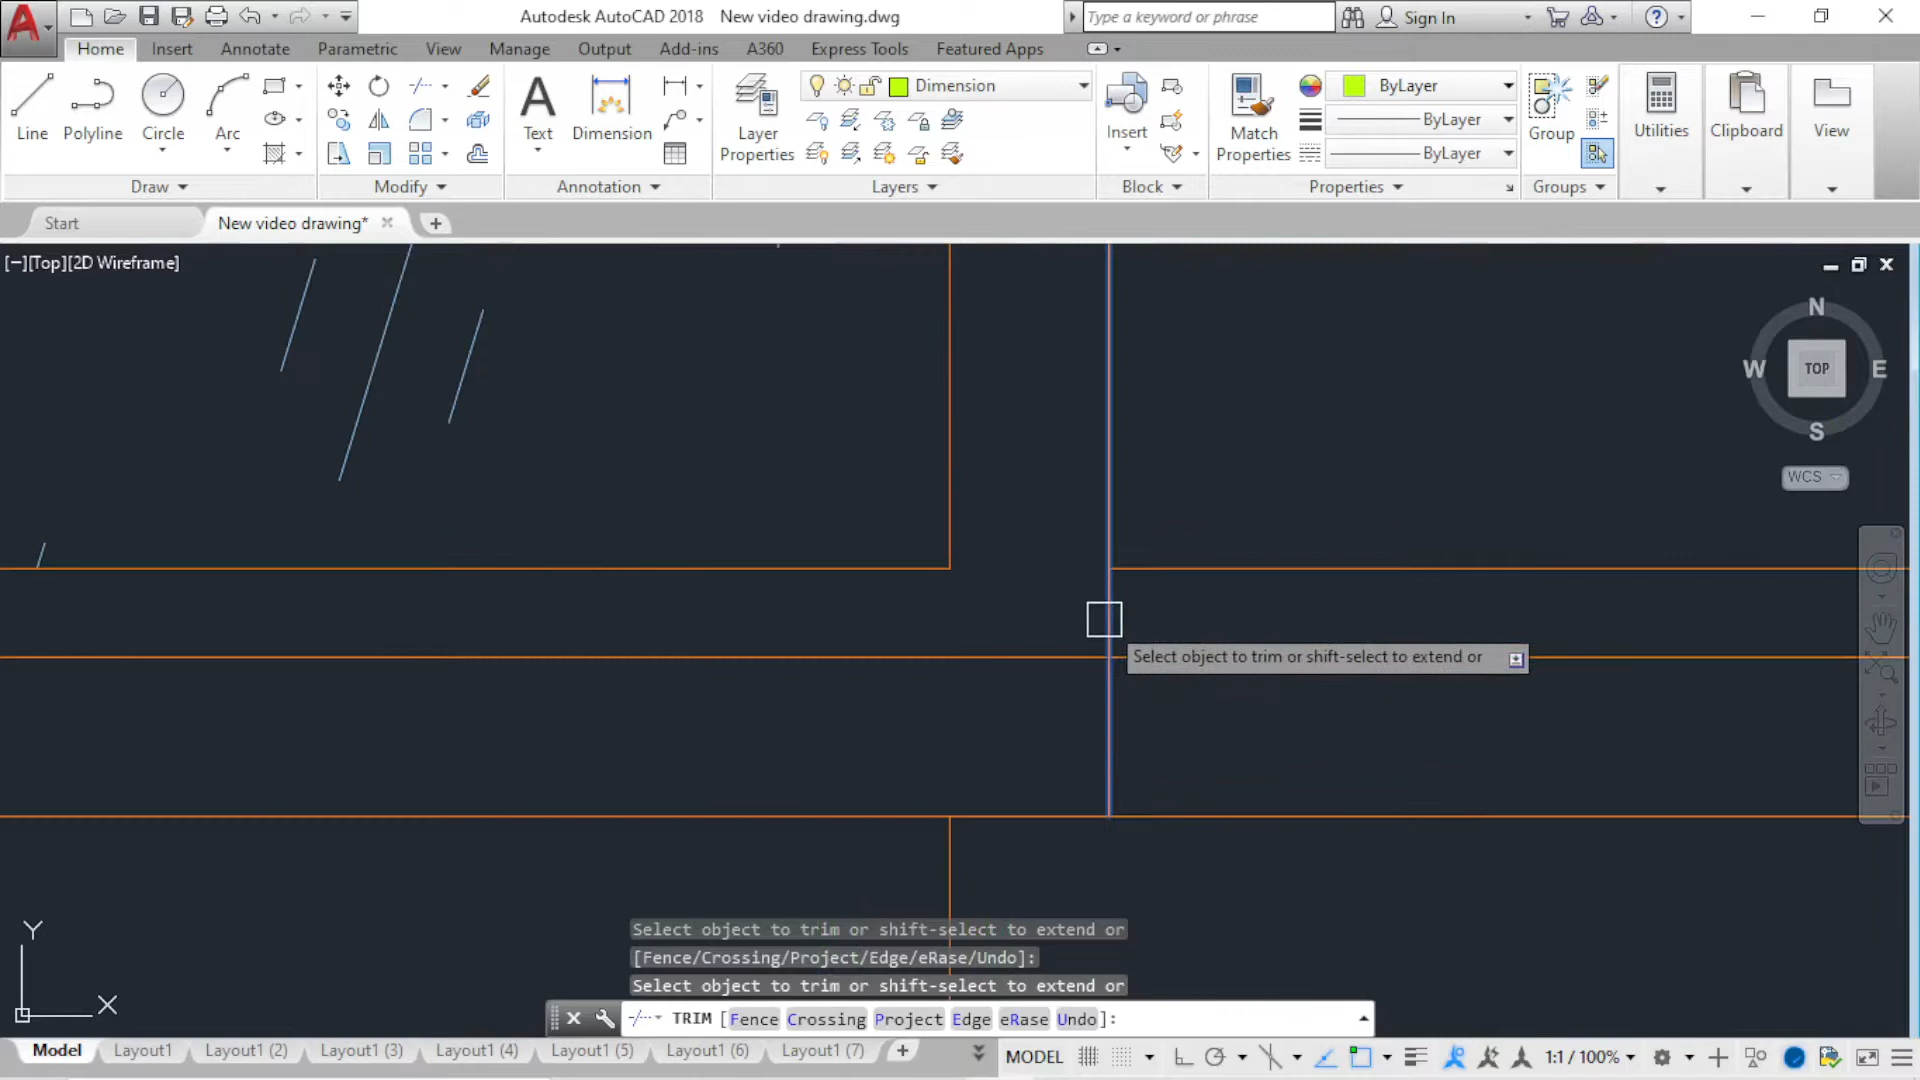 Autodesk AutoCAD 2018 New video drawing.dwg
Type a keyword or phrase
Sign In
Home Insert Annotate Parametric View Manage Output Add-ins A360 Express Tools Featured Apps
Dimension
ByLayer
Line Polyline Circle Arc
Text Dimension
Layer Properties
Insert
Match Properties
ByLayer
ByLayer
Group
Utilities Clipboard View
Draw Modify Annotation Layers Block Properties Groups
Start New video drawing*
[−][Top][2D Wireframe]
N
W TOP E
S
WCS
Select object to trim or shift-select to extend or
Y
X
Select object to trim or shift-select to extend or
[Fence/Crossing/Project/Edge/eRase/Undo]:
Select object to trim or shift-select to extend or
TRIM [Fence Crossing Project Edge eRase Undo]:
Model Layout1 Layout1 (2) Layout1 (3) Layout1 (4) Layout1 (5) Layout1 (6) Layout1 (7) +
MODEL 1:1 / 100%